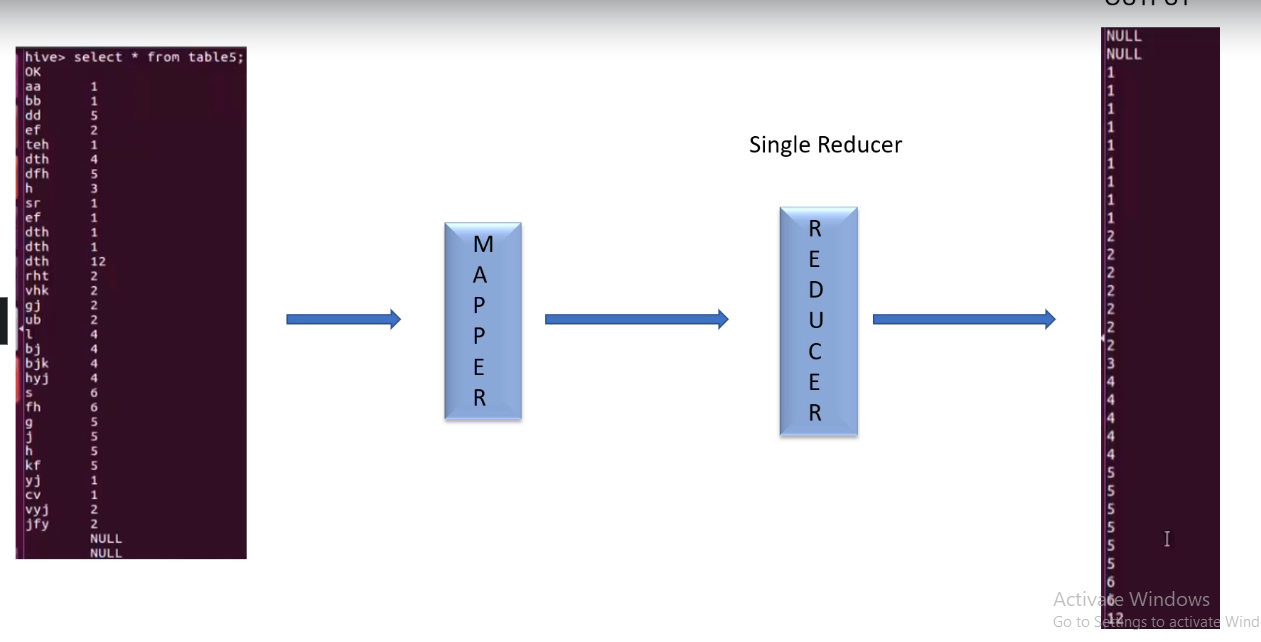 OUTPUT
hive> select * from table5;
OK
aa 1
bb 1
dd 5
ef 2
teh 1
dth 4
dfh 5
h 3
sr 1
ef 1
dth 1
dth 1
dth 12
rht 2
vhk 2
gj 2
ub 2
l 4
bj 4
bjk 4
hyj 4
s 6
fh 6
g 5
j 5
h 5
kf 5
yj 1
cv 1
vyj 2
jfy 2
NULL
NULL
M
A
P
P
E
R
Single Reducer
R
E
D
U
C
E
R
NULL
NULL
1
1
1
1
1
1
1
1
1
2
2
2
2
2
2
2
3
4
4
4
4
4
5
5
5
5
5
5
6
6
12
Activate Windows
Go to Settings to activate Wind